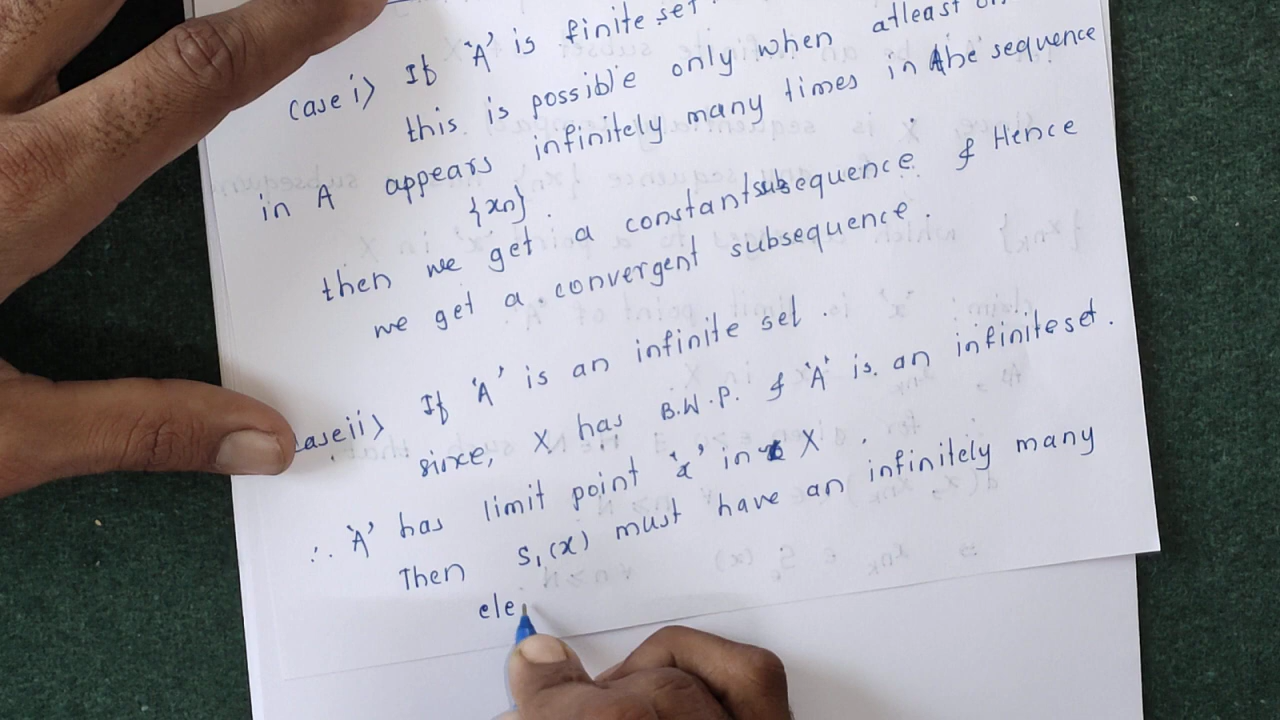 Case i) If 'A' is finite set.
this is possible only when atleast
in A appears infinitely many times in the sequence
{xn}.
then we get a constant subsequence. & Hence
we get a convergent subsequence.
Case ii) If 'A' is an infinite set.
since, X has B.W.P. & 'A' is an infinite set.
∴ 'A' has limit point 'x' in X.
Then S₁(x) must have an infinitely many
ele